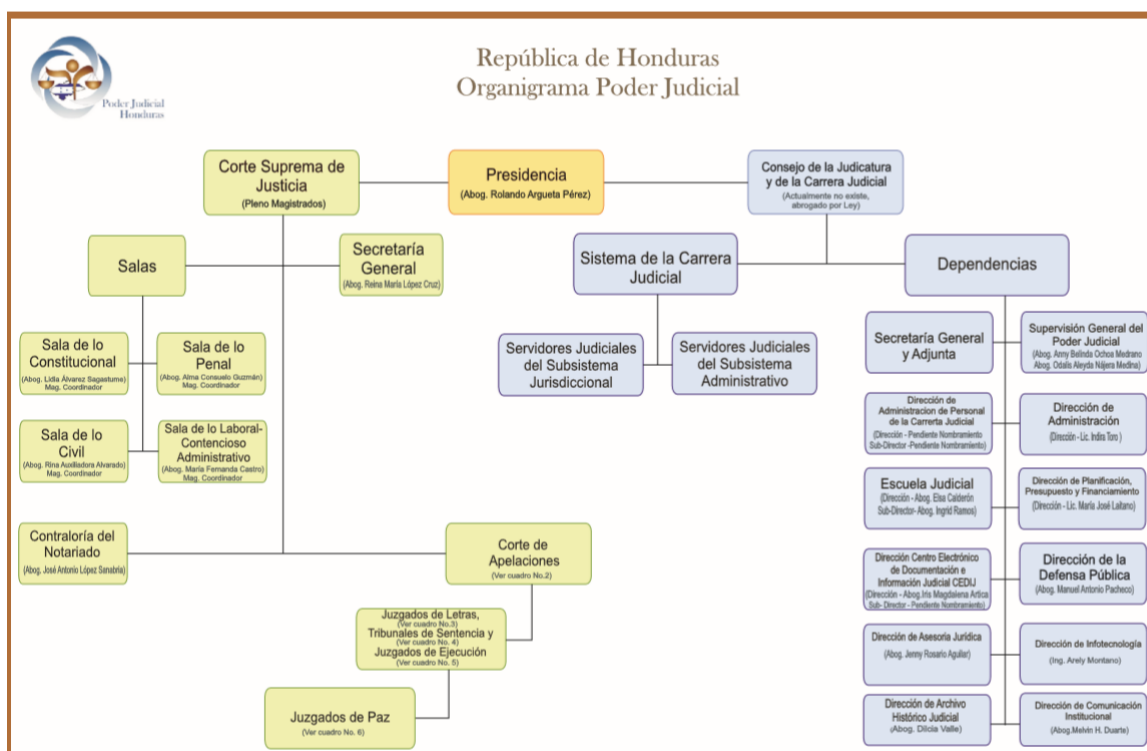 República de Honduras
Organigrama Poder Judicial
Poder Judicial
Honduras
Corte Suprema de
Justicia
(Pleno Magistrados)
Presidencia
(Abog. Rolando Argueta Pérez)
Consejo de la Judicatura
y de la Carrera Judicial
(Actualmente no existe,
abrogado por Ley)
Salas
Secretaría
General
(Abog. Reina María López Cruz)
Sistema de la Carrera
Judicial
Dependencias
Sala de lo
Constitucional
(Abog. Lidia Álvarez Sagastume)
Mag. Coordinador
Sala de lo
Penal
(Abog. Alma Consuelo Guzmán)
Mag. Coordinador
Servidores Judiciales
del Subsistema
Jurisdiccional
Servidores Judiciales
del Subsistema
Administrativo
Secretaría General
y Adjunta
Supervisión General del
Poder Judicial
(Abog. Anny Belinda Ochoa Medrano
Abog. Odalis Aleyda Nájera Medina)
Sala de lo
Civil
(Abog. Rina Auxiliadora Alvarado)
Mag. Coordinador
Sala de lo Laboral-
Contencioso
Administrativo
(Abog. María Fernanda Castro)
Mag. Coordinador
Dirección de
Administracion de Personal
de la Carrerta Judicial
(Dirección - Pendiente Nombramiento
Sub-Director -Pendiente Nombramiento)
Dirección de
Administración
(Dirección - Lic. Indira Toro )
Escuela Judicial
(Dirección - Abog. Elsa Calderón
Sub-Director- Abog. Ingrid Ramos)
Dirección de Planificación,
Presupuesto y Financiamiento
(Dirección - Lic. María José Laitano)
Contraloría del
Notariado
(Abog. José Antonio López Sanabria)
Corte de
Apelaciones
(Ver cuadro No.2)
Dirección Centro Electrónico
de Documentación e
Información Judicial CEDIJ
(Dirección - Abog.Iris Magdalena Artica
Sub- Director - Pendiente Nombramiento)
Dirección de la
Defensa Pública
(Abog. Manuel Antonio Pacheco)
Juzgados de Letras,
(Ver cuadro No.3)
Tribunales de Sentencia y
(Ver cuadro No. 4)
Juzgados de Ejecución
(Ver cuadro No. 5)
Dirección de Asesoria Jurídica
(Abog. Jenny Rosario Aguilar)
Dirección de Infotecnología
(Ing. Arely Montano)
Juzgados de Paz
(Ver cuadro No. 6)
Dirección de Archivo
Histórico Judicial
(Abog. Dilcia Valle)
Dirección de Comunicación
Institucional
(Abog.Melvin H. Duarte)